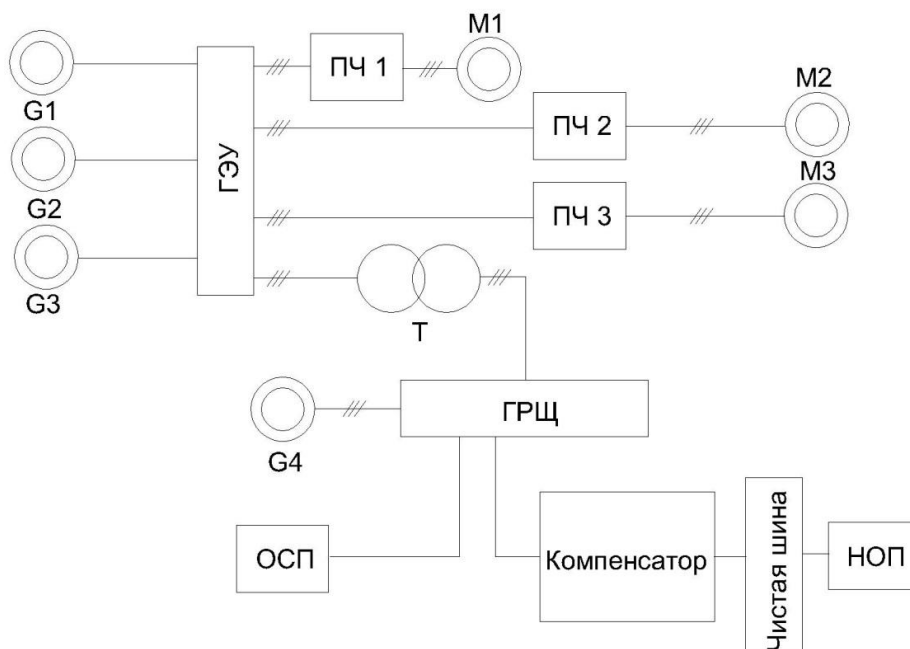 M1
ПЧ 1
G1
M2
ПЧ 2
ГЭУ
M3
G2
ПЧ 3
G3
Т
ГРЩ
G4
ОСП
Компенсатор
Чистая шина
НОП